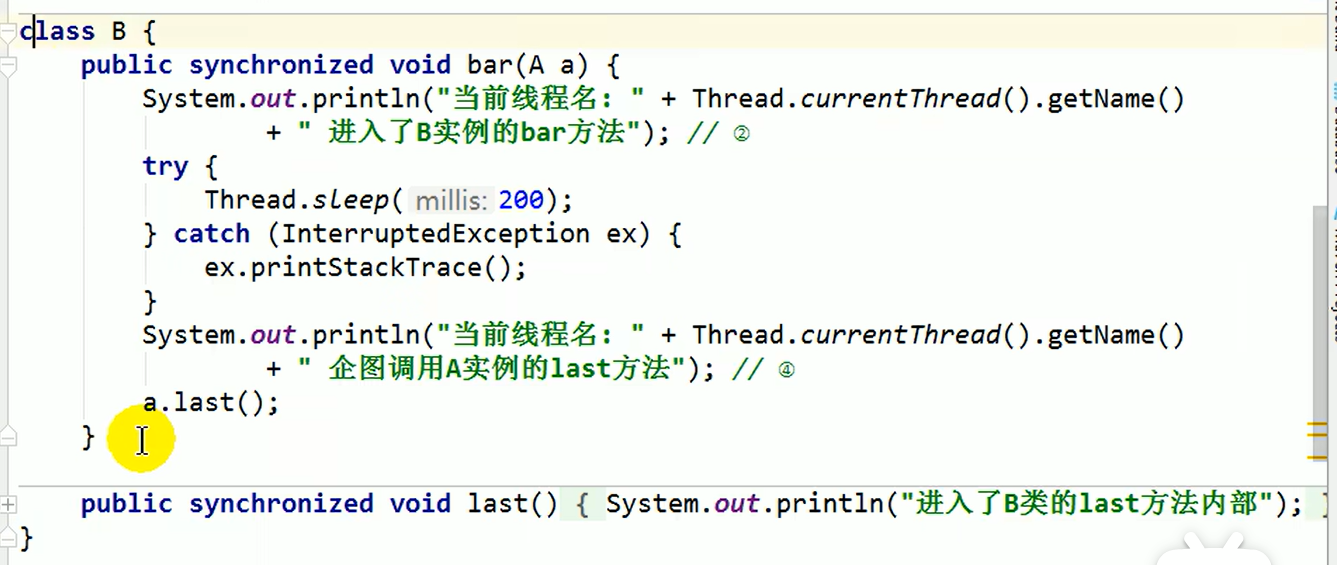 class B {
public synchronized void bar(A a) {
System.out.println("当前线程名: " + Thread.currentThread().getName()
+ " 进入了B实例的bar方法"); // ②
try {
Thread.sleep( millis: 200);
} catch (InterruptedException ex) {
ex.printStackTrace();
}
System.out.println("当前线程名: " + Thread.currentThread().getName()
+ " 企图调用A实例的last方法"); // ④
a.last();
}
public synchronized void last() { System.out.println("进入了B类的last方法内部"); }
}